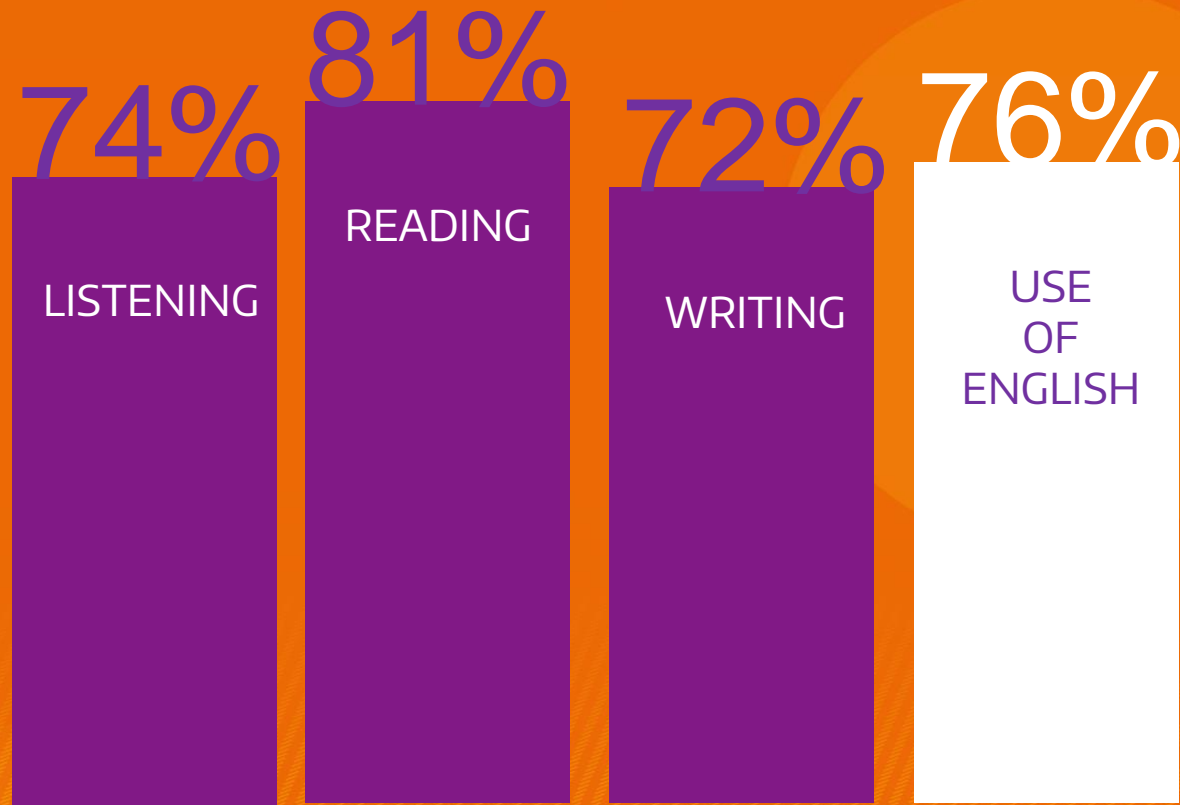 74%
LISTENING
81%
READING
72%
WRITING
76%
USE
OF
ENGLISH